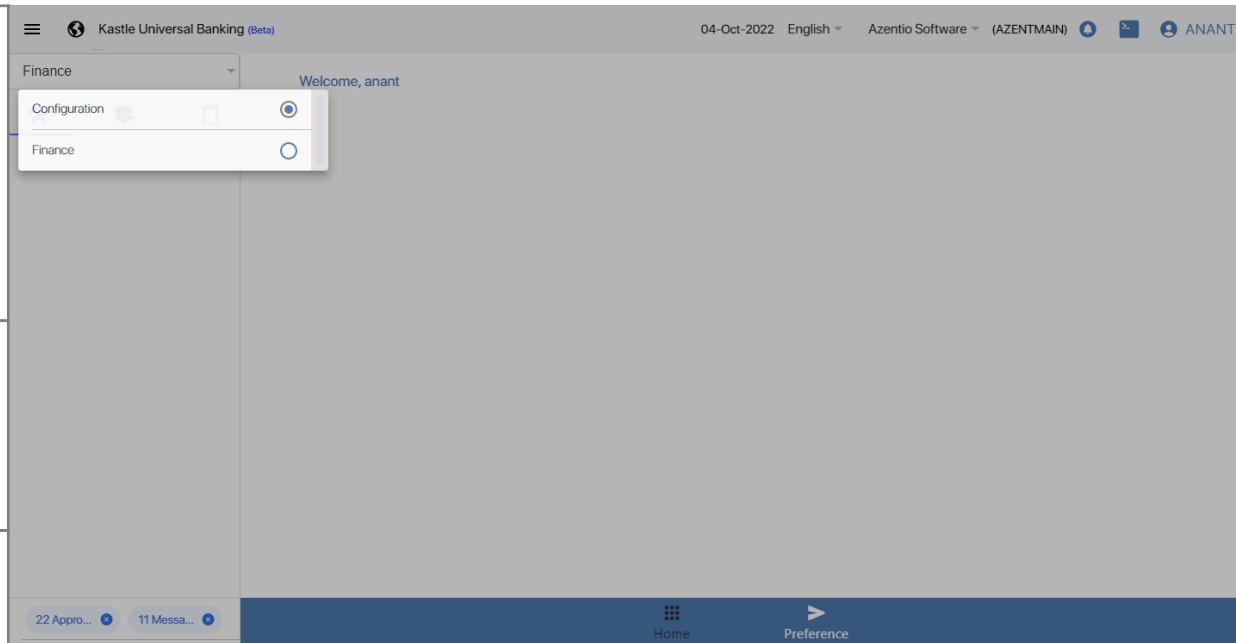 Kastle Universal Banking (Beta) 04-Oct-2022 English Azentio Software (AZENTMAIN) ANANT
Finance
Welcome, anant
Configuration
Finance
22 Appro... 11 Messa...
Home Preference